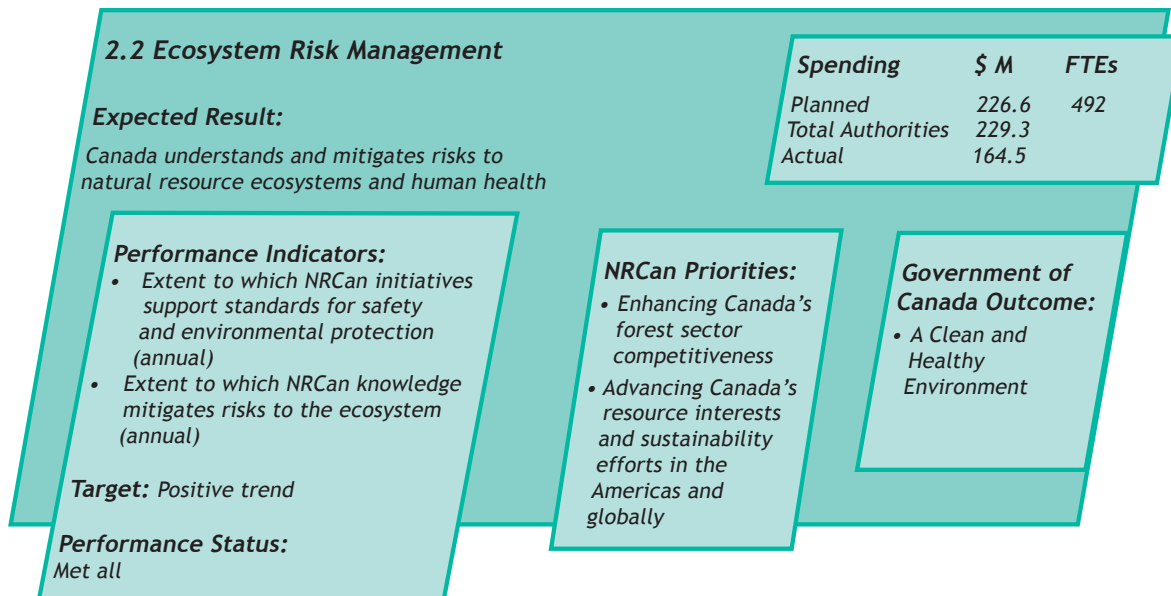 2.2 Ecosystem Risk Management
Expected Result:
Canada understands and mitigates risks to
natural resource ecosystems and human health
Spending $ M FTEs
Planned 226.6 492
Total Authorities 229.3
Actual 164.5
Performance Indicators:
• Extent to which NRCan initiatives
support standards for safety
and environmental protection
(annual)
• Extent to which NRCan knowledge
mitigates risks to the ecosystem
(annual)
Target: Positive trend
Performance Status:
Met all
NRCan Priorities:
• Enhancing Canada’s
forest sector
competitiveness
• Advancing Canada’s
resource interests
and sustainability
efforts in the
Americas and
globally
Government of
Canada Outcome:
• A Clean and
Healthy
Environment